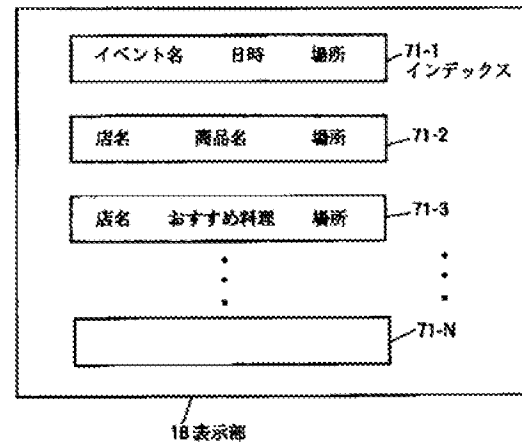 イベント名 日時 場所 71-1
インデックス
店名 商品名 場所 71-2
店名 おすすめ料理 場所 71-3
71-N
18 表示部